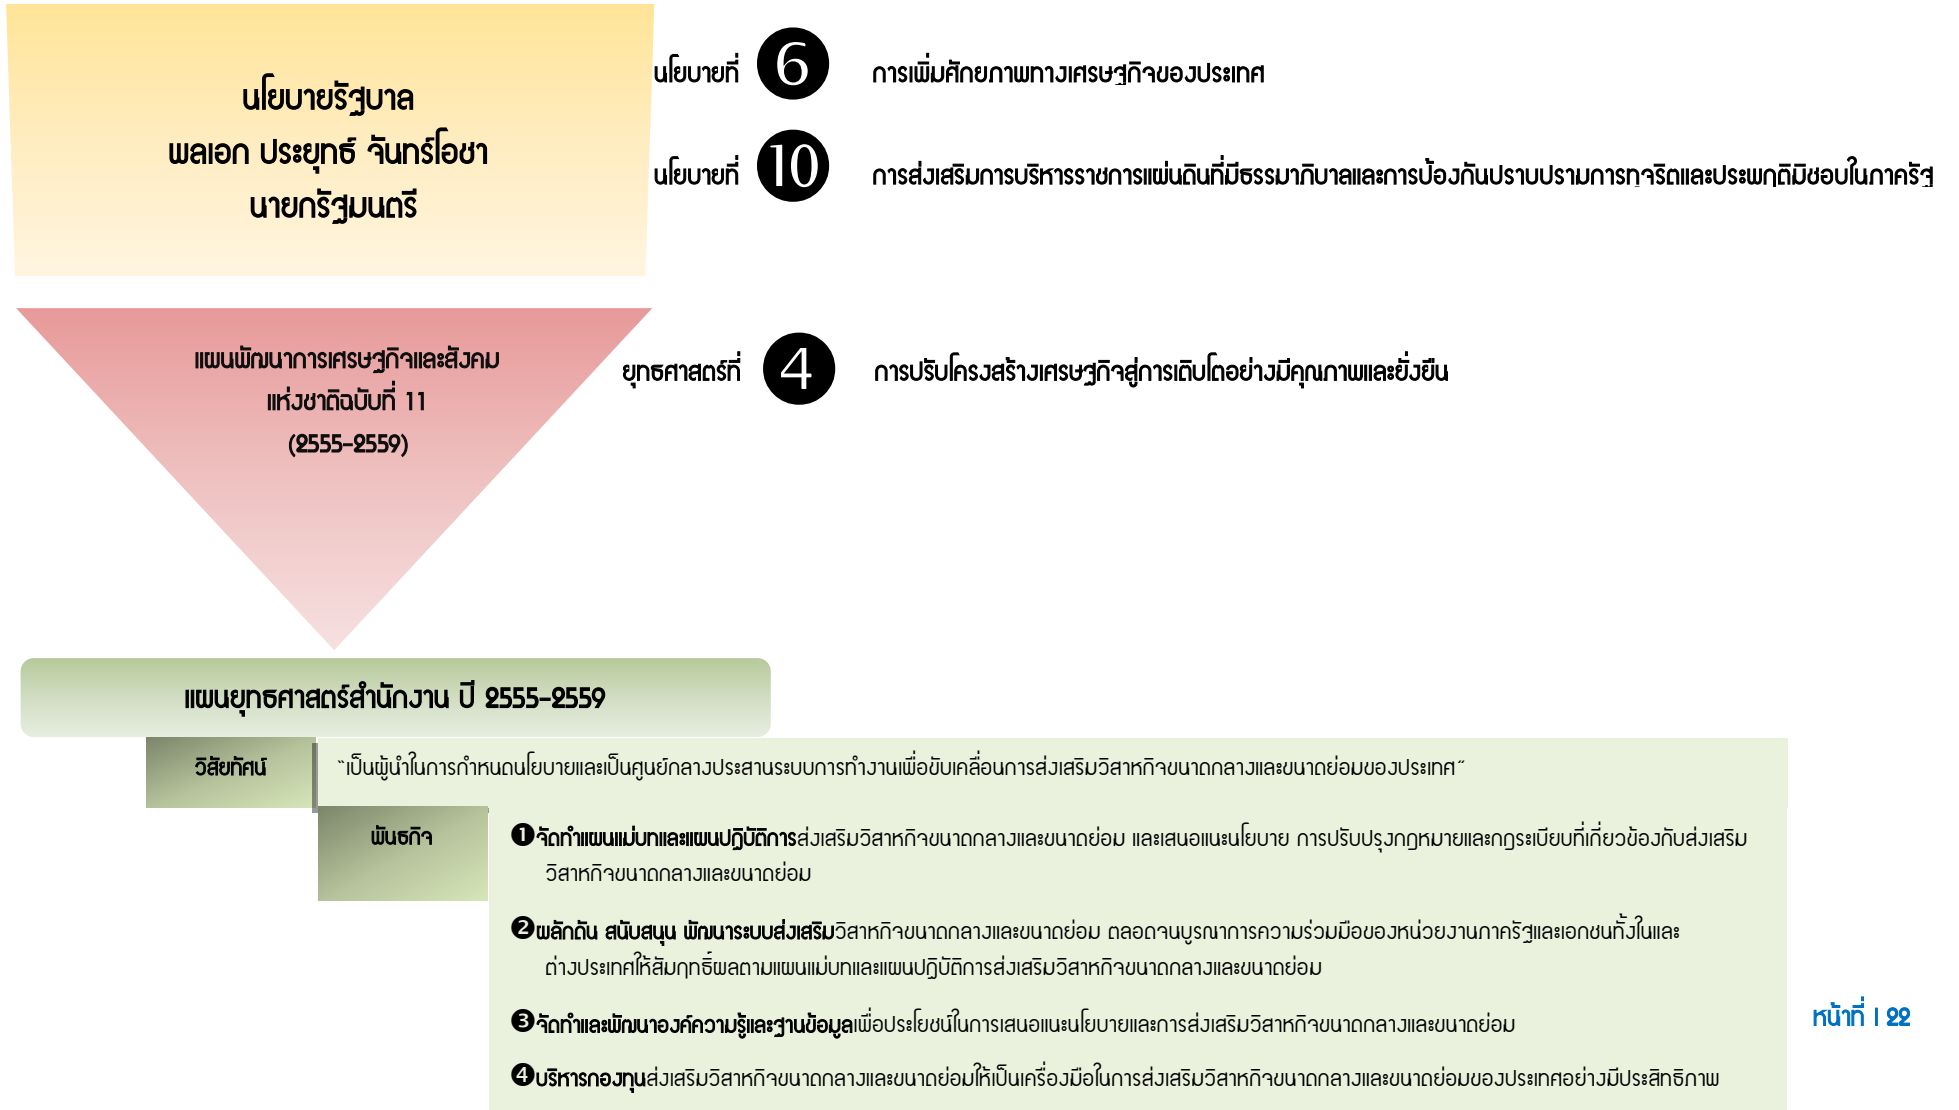 นโยบายรัฐบาล
พลเอก ประยุทธ์ จันทร์โอชา
นายกรัฐมนตรี
นโยบายที่ ❻ การเพิ่มศักยภาพทางเศรษฐกิจของประเทศ
นโยบายที่ ❿ การส่งเสริมการบริหารราชการแผ่นดินที่มีธรรมาภิบาลและการป้องกันปราบปรามการทุจริตและประพฤติมิชอบในภาครัฐ
แผนพัฒนาการเศรษฐกิจและสังคม
แห่งชาติฉบับที่ 11
(2555-2559)
ยุทธศาสตร์ที่ ❹ การปรับโครงสร้างเศรษฐกิจสู่การเติบโตอย่างมีคุณภาพและยั่งยืน
แผนยุทธศาสตร์สำนักงาน ปี 2555-2559
วิสัยทัศน์ "เป็นผู้นำในการกำหนดนโยบายและเป็นศูนย์กลางประสานระบบการทำงานเพื่อขับเคลื่อนการส่งเสริมวิสาหกิจขนาดกลางและขนาดย่อมของประเทศ"
พันธกิจ ❶จัดทำแผนแม่บทและแผนปฏิบัติการส่งเสริมวิสาหกิจขนาดกลางและขนาดย่อม และเสนอแนะนโยบาย การปรับปรุงกฎหมายและกฎระเบียบที่เกี่ยวข้องกับส่งเสริม
วิสาหกิจขนาดกลางและขนาดย่อม
❷ผลักดัน สนับสนุน พัฒนาระบบส่งเสริมวิสาหกิจขนาดกลางและขนาดย่อม ตลอดจนบูรณาการความร่วมมือของหน่วยงานภาครัฐและเอกชนทั้งในและ
ต่างประเทศให้สัมฤทธิ์ผลตามแผนแม่บทและแผนปฏิบัติการส่งเสริมวิสาหกิจขนาดกลางและขนาดย่อม
❸จัดทำและพัฒนาองค์ความรู้และฐานข้อมูลเพื่อประโยชน์ในการเสนอแนะนโยบายและการส่งเสริมวิสาหกิจขนาดกลางและขนาดย่อม
❹บริหารกองทุนส่งเสริมวิสาหกิจขนาดกลางและขนาดย่อมให้เป็นเครื่องมือในการส่งเสริมวิสาหกิจขนาดกลางและขนาดย่อมของประเทศอย่างมีประสิทธิภาพ
หน้าที่ | 22